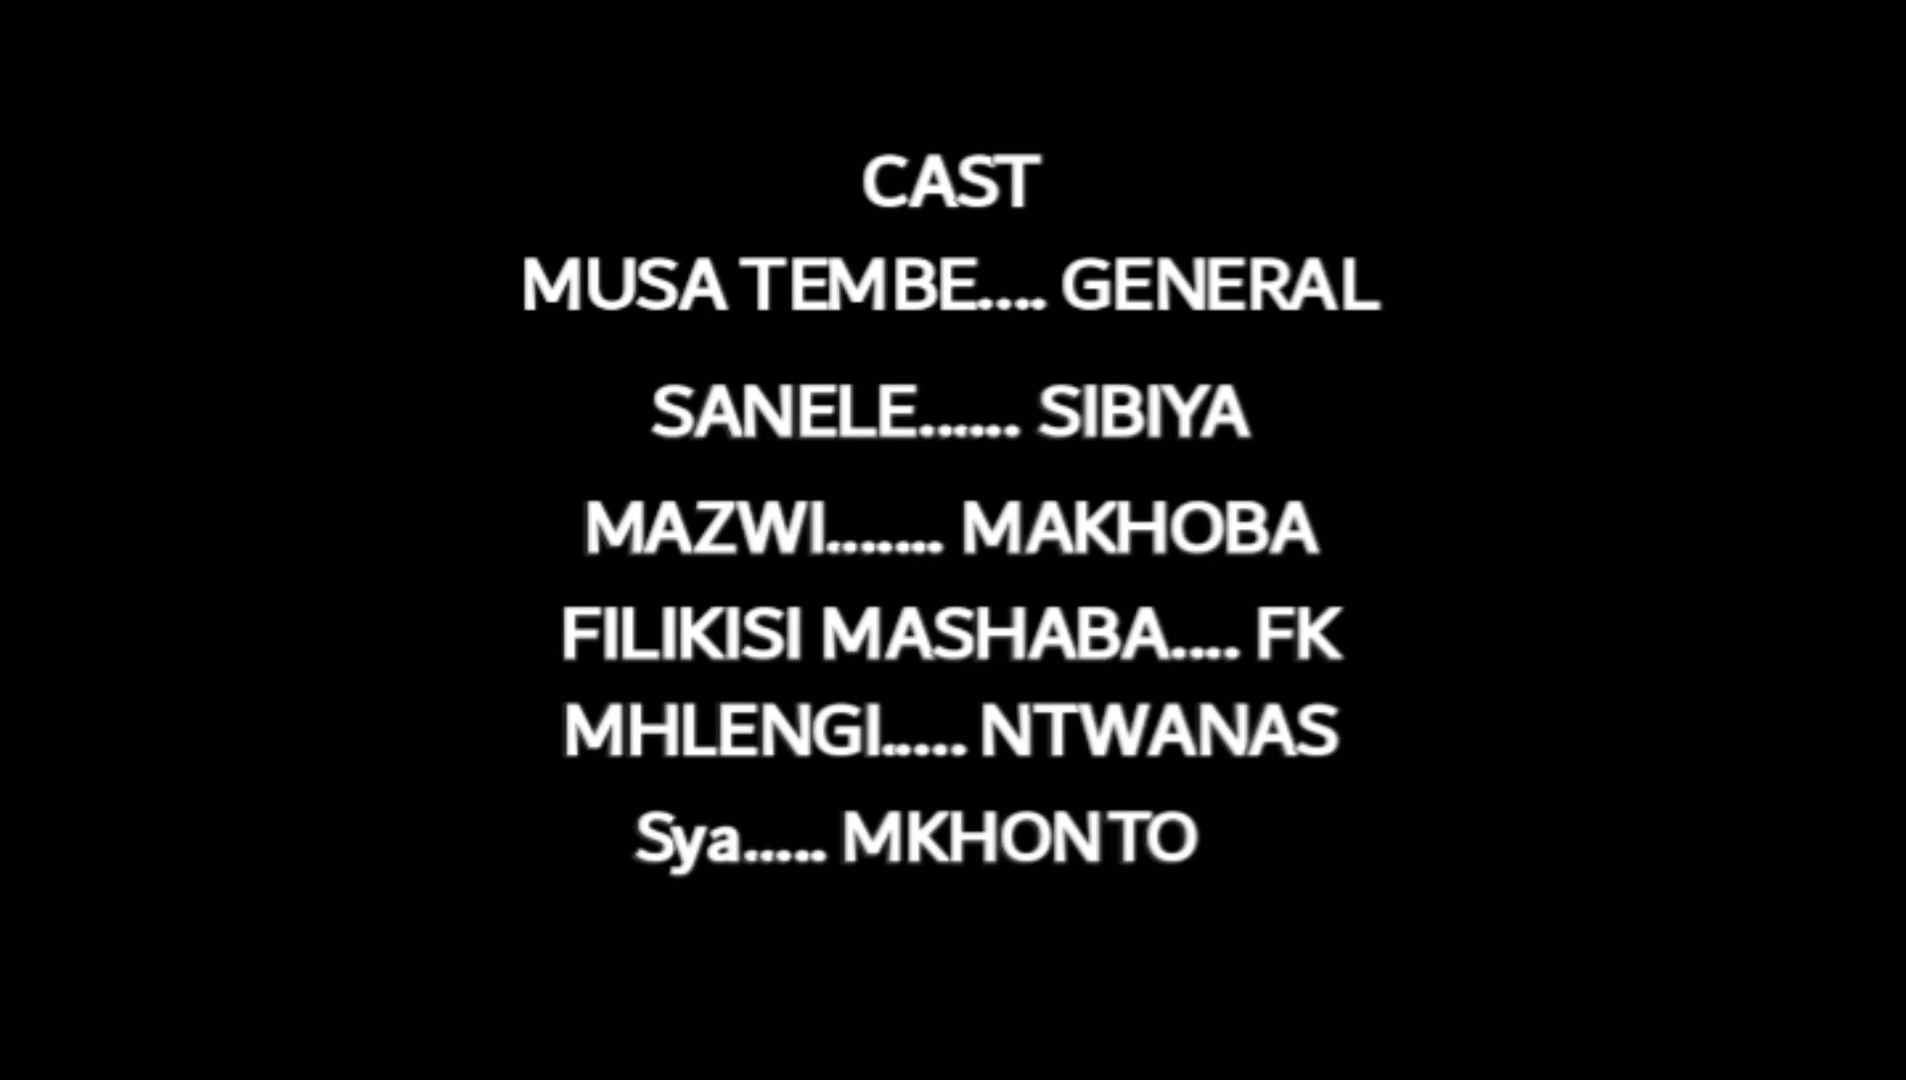 CAST
MUSA TEMBE.... GENERAL
SANELE...... SIBIYA
MAZWI....... MAKHOBA
FILIKISI MASHABA.... FK
MHLENGI..... NTWANAS
Sya..... MKHONTO